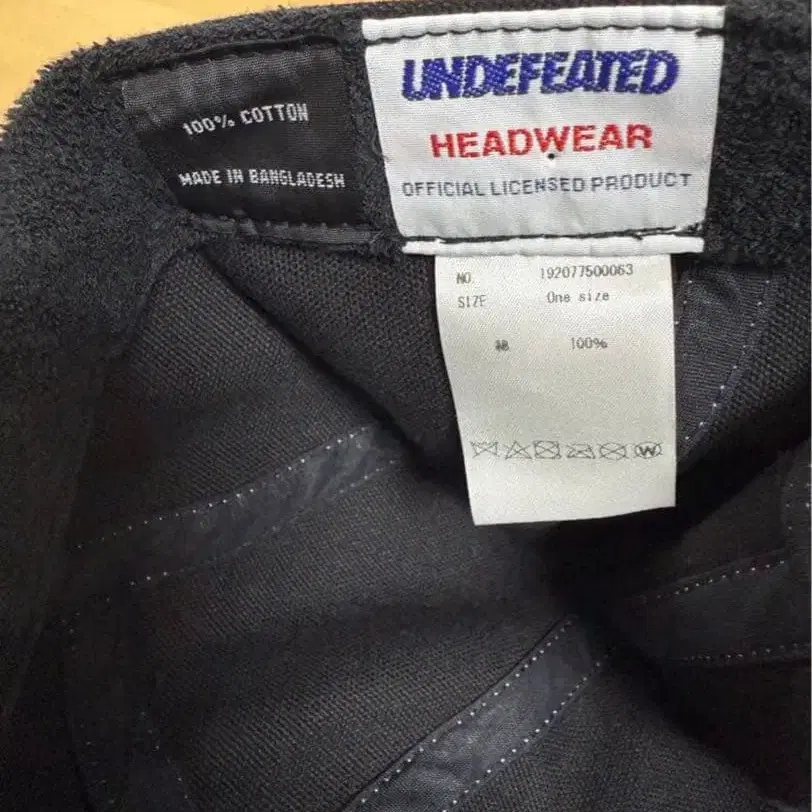 100% COTTON
MADE IN BANGLADESH
UNDEFEATED
HEADWEAR
OFFICIAL LICENSED PRODUCT
NO. 192077500063
SIZE One size
綿 100%
W